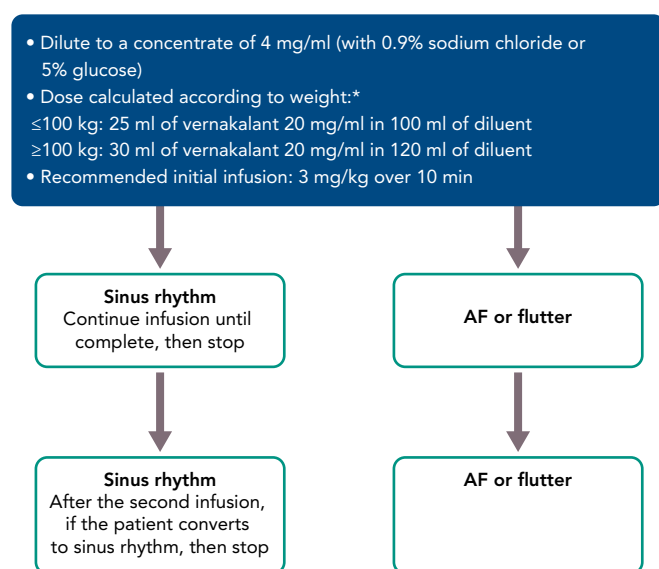 • Dilute to a concentrate of 4 mg/ml (with 0.9% sodium chloride or
5% glucose)
• Dose calculated according to weight:*
≤100 kg: 25 ml of vernakalant 20 mg/ml in 100 ml of diluent
≥100 kg: 30 ml of vernakalant 20 mg/ml in 120 ml of diluent
• Recommended initial infusion: 3 mg/kg over 10 min
Sinus rhythm
Continue infusion until
complete, then stop
AF or flutter
Sinus rhythm
After the second infusion,
if the patient converts
to sinus rhythm, then stop
AF or flutter